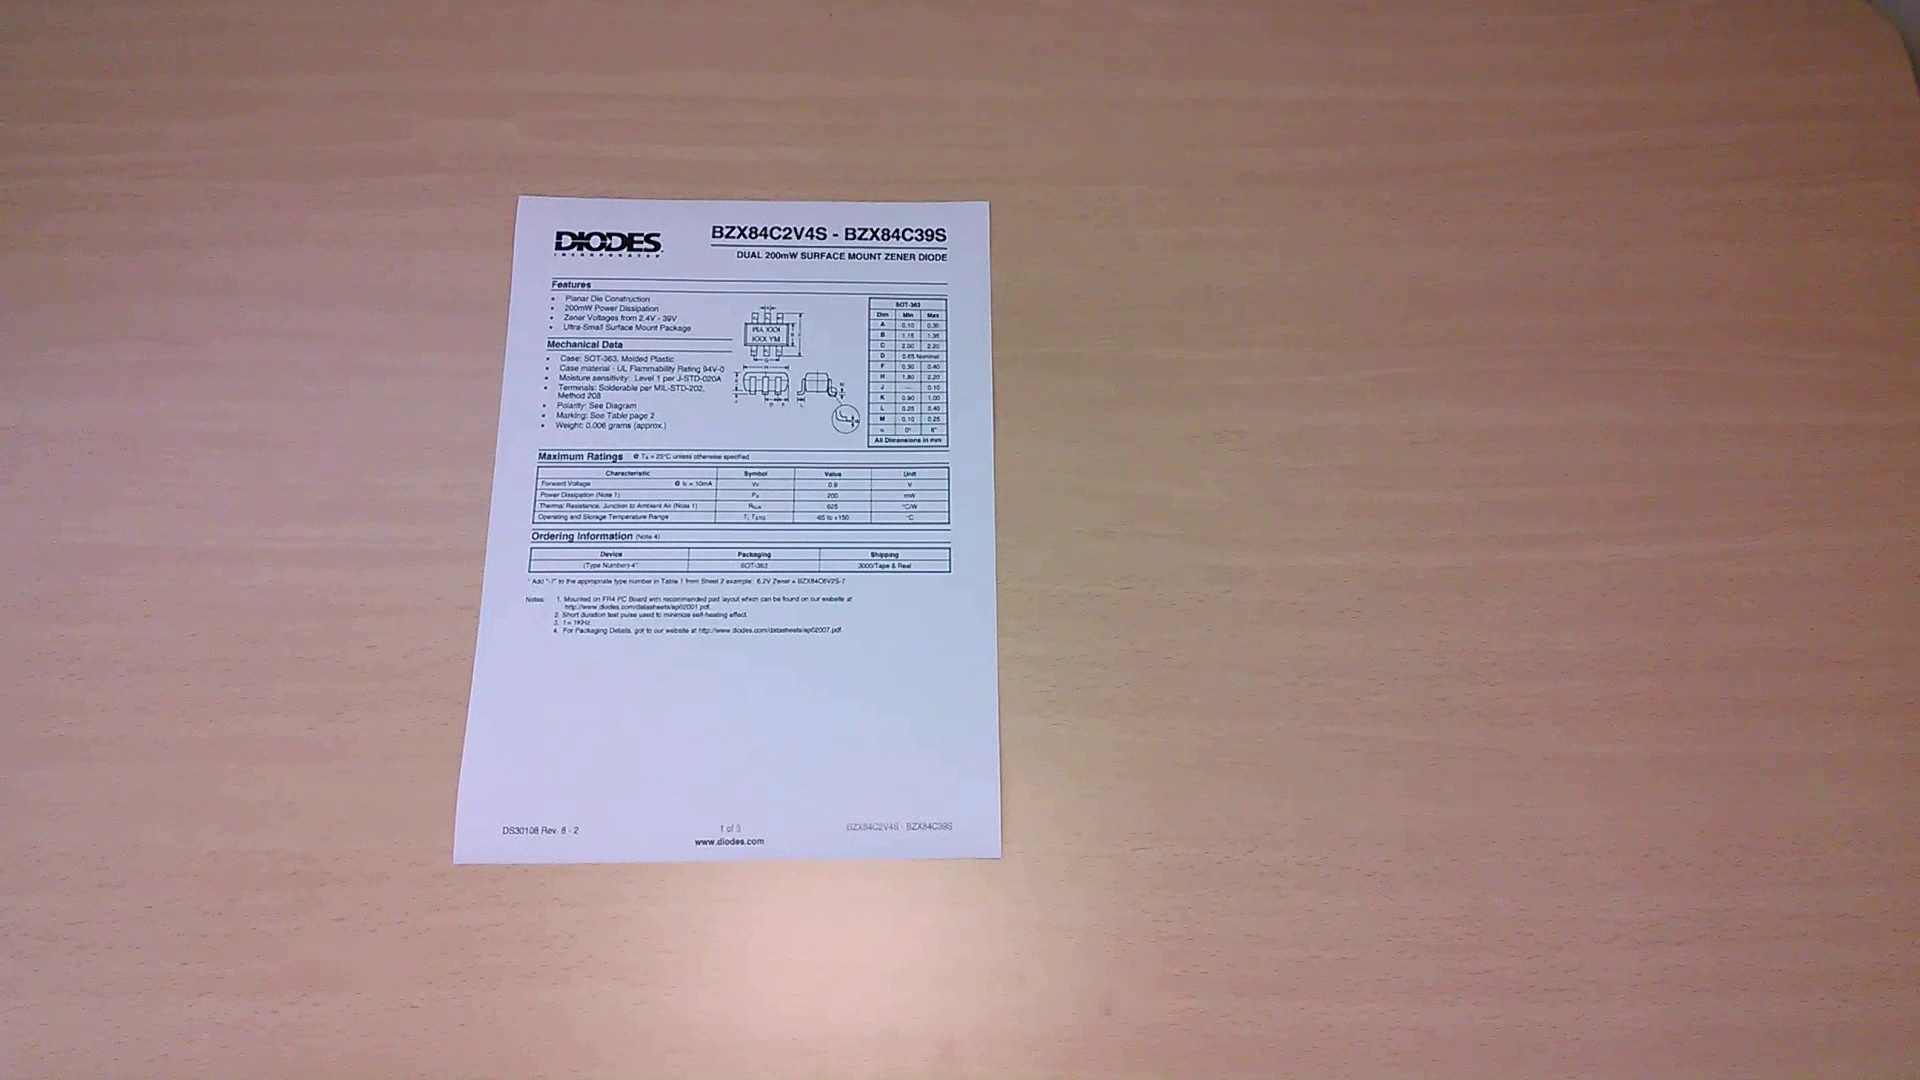 DIODES
INCORPORATED
BZX84C2V4S - BZX84C39S
DUAL 200mW SURFACE MOUNT ZENER DIODE
Features
• Planar Die Construction
• 200mW Power Dissipation
• Zener Voltages from 2.4V - 39V
• Ultra-Small Surface Mount Package
Mechanical Data
• Case: SOT-363, Molded Plastic
• Case material - UL Flammability Rating 94V-0
• Moisture sensitivity: Level 1 per J-STD-020A
• Terminals: Solderable per MIL-STD-202,
Method 208
• Polarity: See Diagram
• Marking: See Table page 2
• Weight: 0.006 grams (approx.)
XXX YM
SOT-363
Dim Min Max
A 0.10 0.30
B 1.15 1.35
C 2.00 2.20
D 0.65 Nominal
F 0.30 0.40
H 1.80 2.20
J — 0.10
K 0.90 1.00
L 0.25 0.40
M 0.10 0.25
α 0° 8°
All Dimensions in mm
Maximum Ratings @ TA = 25°C unless otherwise specified
Characteristic Symbol Value Unit
Forward Voltage @ IF = 10mA VF 0.9 V
Power Dissipation (Note 1) Pd 200 mW
Thermal Resistance, Junction to Ambient Air (Note 1) RθJA 625 °C/W
Operating and Storage Temperature Range Tj, TSTG -65 to +150 °C
Ordering Information (Note 4)
Device Packaging Shipping
(Type Number)-7* SOT-363 3000/Tape & Reel
* Add "-7" to the appropriate type number in Table 1 from Sheet 2 example: 6.2V Zener = BZX84C6V2S-7
Notes: 1. Mounted on FR4 PC Board with recommended pad layout which can be found on our website at
http://www.diodes.com/datasheets/ap02001.pdf.
2. Short duration test pulse used to minimize self-heating effect.
3. f = 1KHz.
4. For Packaging Details, got to our website at http://www.diodes.com/datasheets/ap02007.pdf.
DS30108 Rev. 8 - 2
1 of 3
www.diodes.com
BZX84C2V4S - BZX84C39S